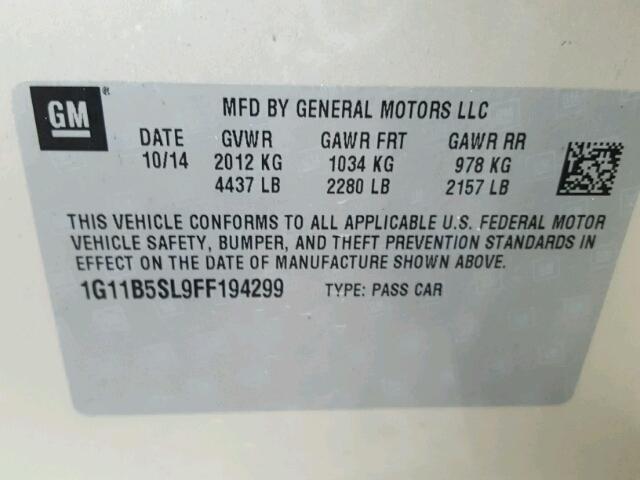 GM®
MFD BY GENERAL MOTORS LLC
DATE GVWR GAWR FRT GAWR RR
10/14 2012 KG 1034 KG 978 KG
4437 LB 2280 LB 2157 LB
THIS VEHICLE CONFORMS TO ALL APPLICABLE U.S. FEDERAL MOTOR
VEHICLE SAFETY, BUMPER, AND THEFT PREVENTION STANDARDS IN
EFFECT ON THE DATE OF MANUFACTURE SHOWN ABOVE.
1G11B5SL9FF194299 TYPE: PASS CAR